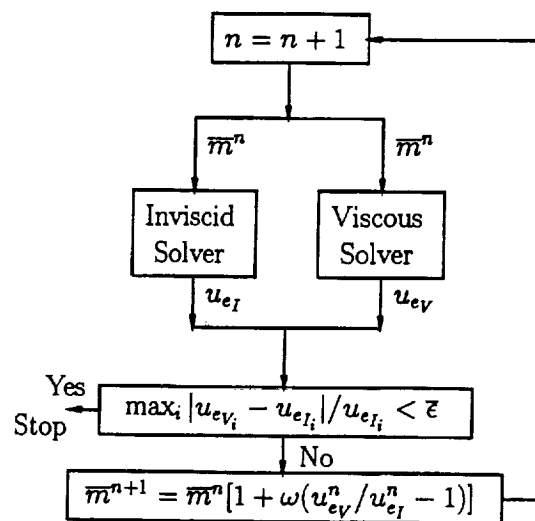 n = n + 1
m̅ⁿ
m̅ⁿ
Inviscid
Solver
Viscous
Solver
u_{e_I}
u_{e_V}
Yes
Stop
max_i |u_{e_{V_i}} − u_{e_{I_i}}|/u_{e_{I_i}} < ε̅
No
m̅ⁿ⁺¹ = m̅ⁿ[1 + ω(uⁿ_{e_V}/uⁿ_{e_I} − 1)]